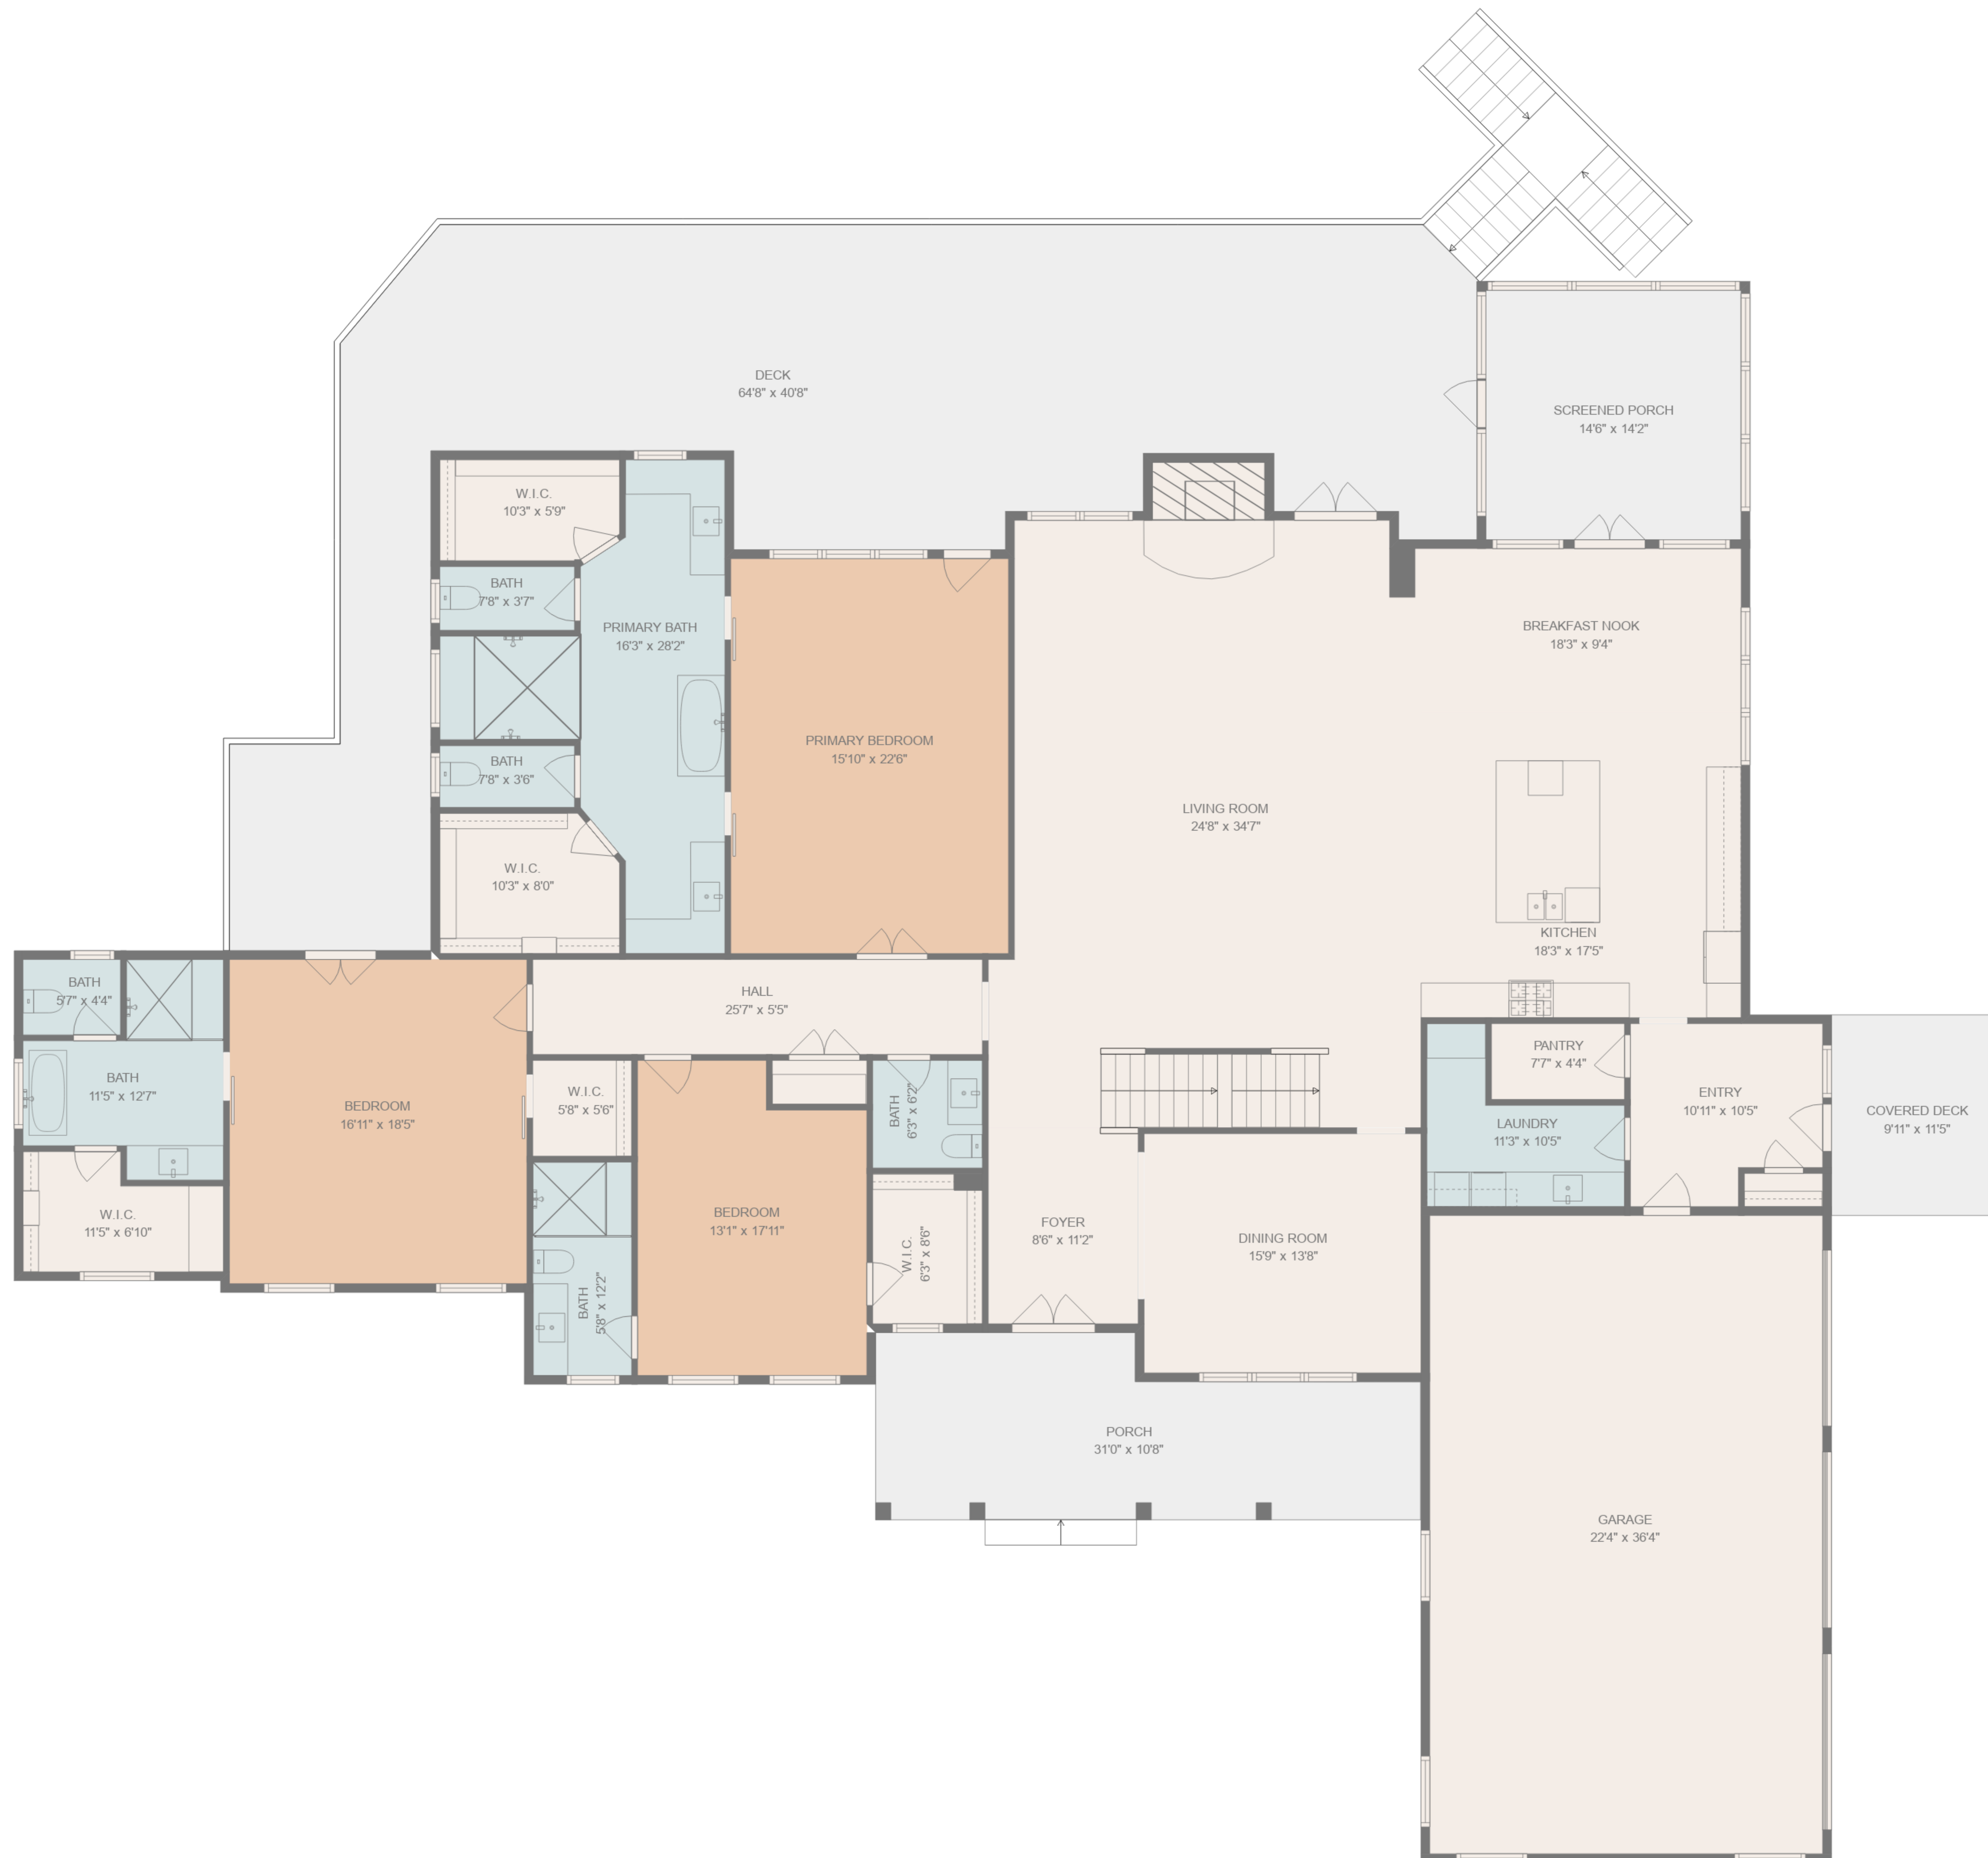 DECK
64'8" x 40'8"
SCREENED PORCH
14'6" x 14'2"
W.I.C.
10'3" x 5'9"
BATH
7'8" x 3'7"
PRIMARY BATH
16'3" x 28'2"
BREAKFAST NOOK
18'3" x 9'4"
PRIMARY BEDROOM
15'10" x 22'6"
BATH
7'8" x 3'6"
LIVING ROOM
24'8" x 34'7"
W.I.C.
10'3" x 8'0"
KITCHEN
18'3" x 17'5"
BATH
5'7" x 4'4"
HALL
25'7" x 5'5"
PANTRY
7'7" x 4'4"
BATH
11'5" x 12'7"
BEDROOM
16'11" x 18'5"
W.I.C.
5'8" x 5'6"
BATH
6'3" x 6'2"
ENTRY
10'11" x 10'5"
COVERED DECK
9'11" x 11'5"
LAUNDRY
11'3" x 10'5"
W.I.C.
11'5" x 6'10"
BEDROOM
13'1" x 17'11"
W.I.C.
6'3" x 8'6"
FOYER
8'6" x 11'2"
DINING ROOM
15'9" x 13'8"
BATH
5'8" x 12'2"
PORCH
31'0" x 10'8"
GARAGE
22'4" x 36'4"